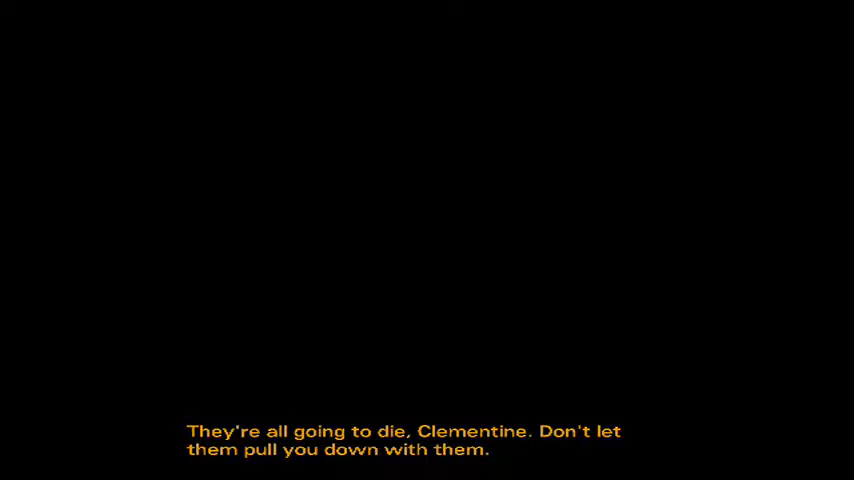 They're all going to die, Clementine. Don't let
them pull you down with them.